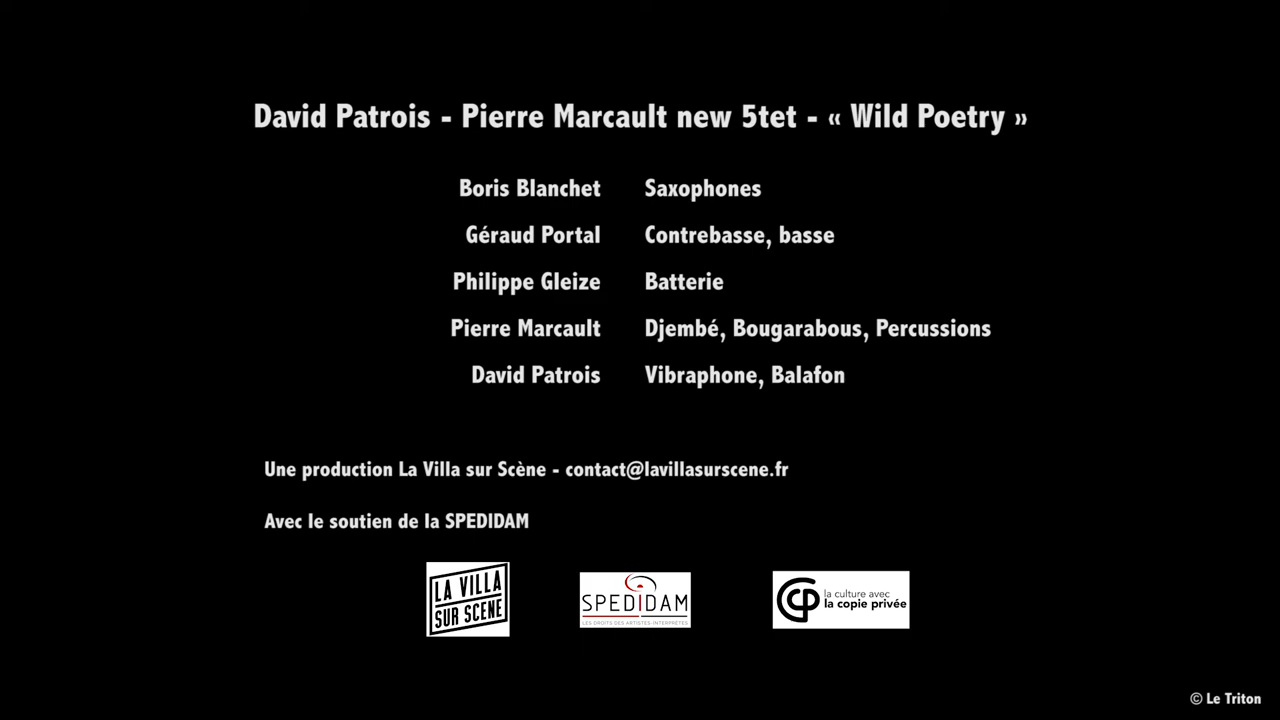 David Patrois - Pierre Marcault new 5tet - « Wild Poetry »
Boris Blanchet Saxophones
Géraud Portal Contrebasse, basse
Philippe Gleize Batterie
Pierre Marcault Djembé, Bougarabous, Percussions
David Patrois Vibraphone, Balafon
Une production La Villa sur Scène - contact@lavillasurscene.fr
Avec le soutien de la SPEDIDAM
LA VILLA
SUR SCENE
SPEDIDAM
LES DROITS DES ARTISTES-INTERPRÈTES
la culture avec
la copie privée
© Le Triton